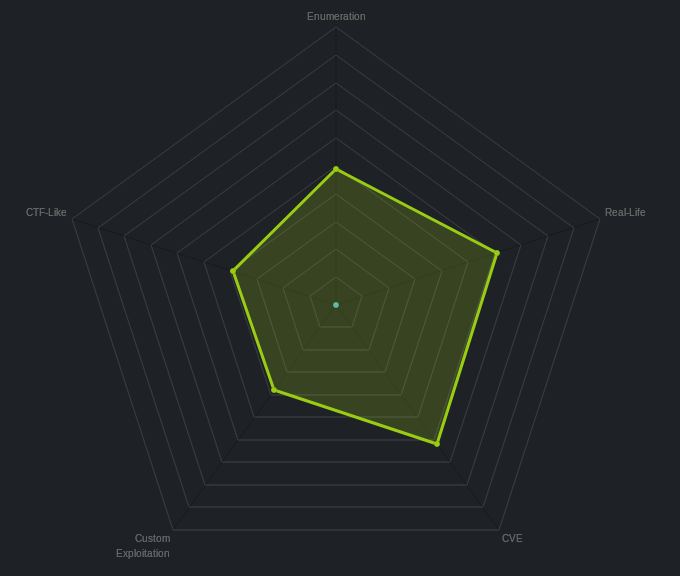 Enumeration
CTF-Like
Real-Life
Custom
Exploitation
CVE